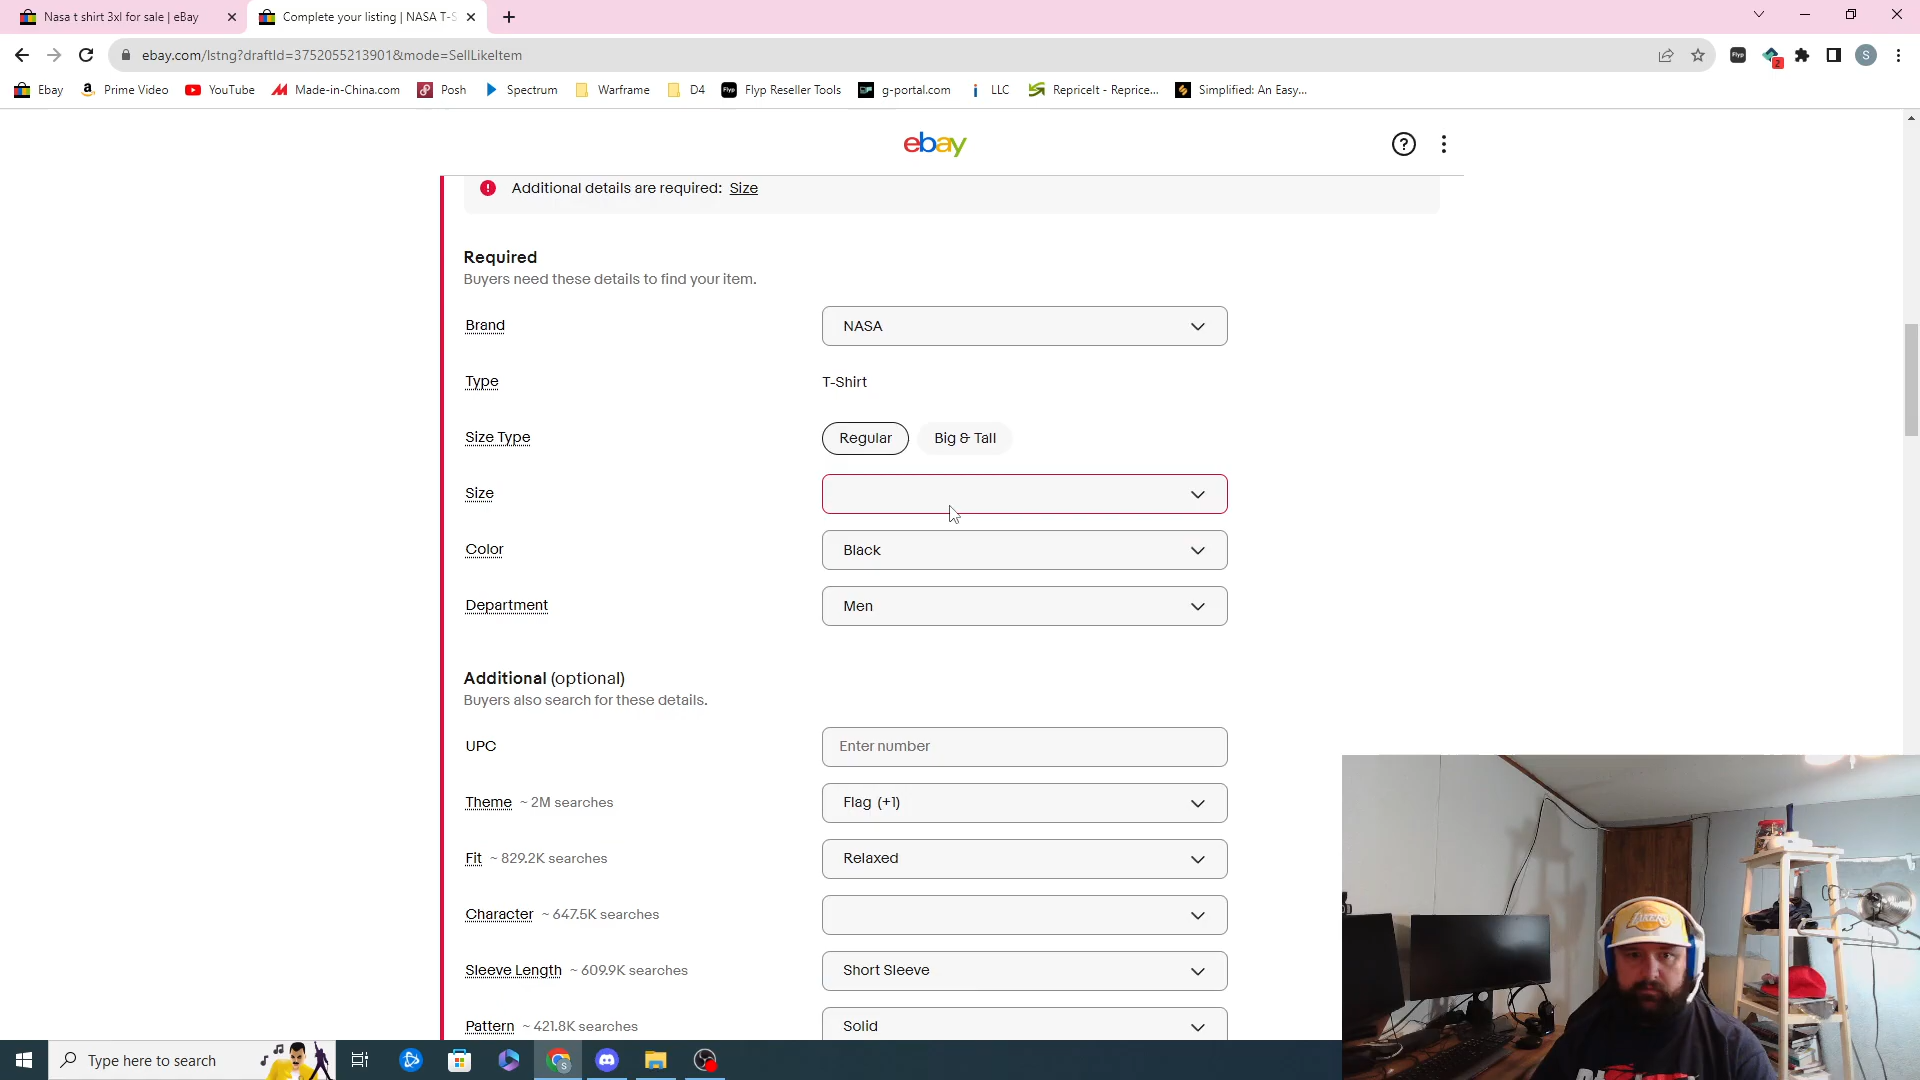 Nasa t shirt 3xl for sale | eBay
Complete your listing | NASA T-S
ebay.com/lstng?draftId=3752055213901&mode=SellLikeItem
Flyp
2
S
Ebay
Prime Video
YouTube
Made-in-China.com
Posh
Spectrum
Warframe
D4
Flyp
Flyp Reseller Tools
g-portal.com
LLC
RepriceIt - Reprice...
Simplified: An Easy...
ebay
Additional details are required: Size
Required
Buyers need these details to find your item.
Brand
NASA
Type
T-Shirt
Size Type
Regular
Big & Tall
Size
Color
Black
Department
Men
Additional (optional)
Buyers also search for these details.
UPC
Enter number
Theme ~ 2M searches
Flag (+1)
Fit ~ 829.2K searches
Relaxed
Character ~ 647.5K searches
Sleeve Length ~ 609.9K searches
Short Sleeve
Pattern ~ 421.8K searches
Solid
LAKERS
Type here to search